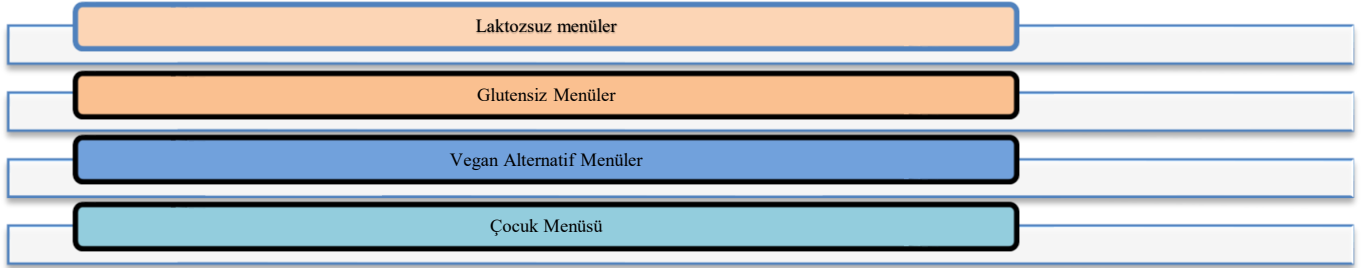 Laktozsuz menüler
Glutensiz Menüler
Vegan Alternatif Menüler
Çocuk Menüsü